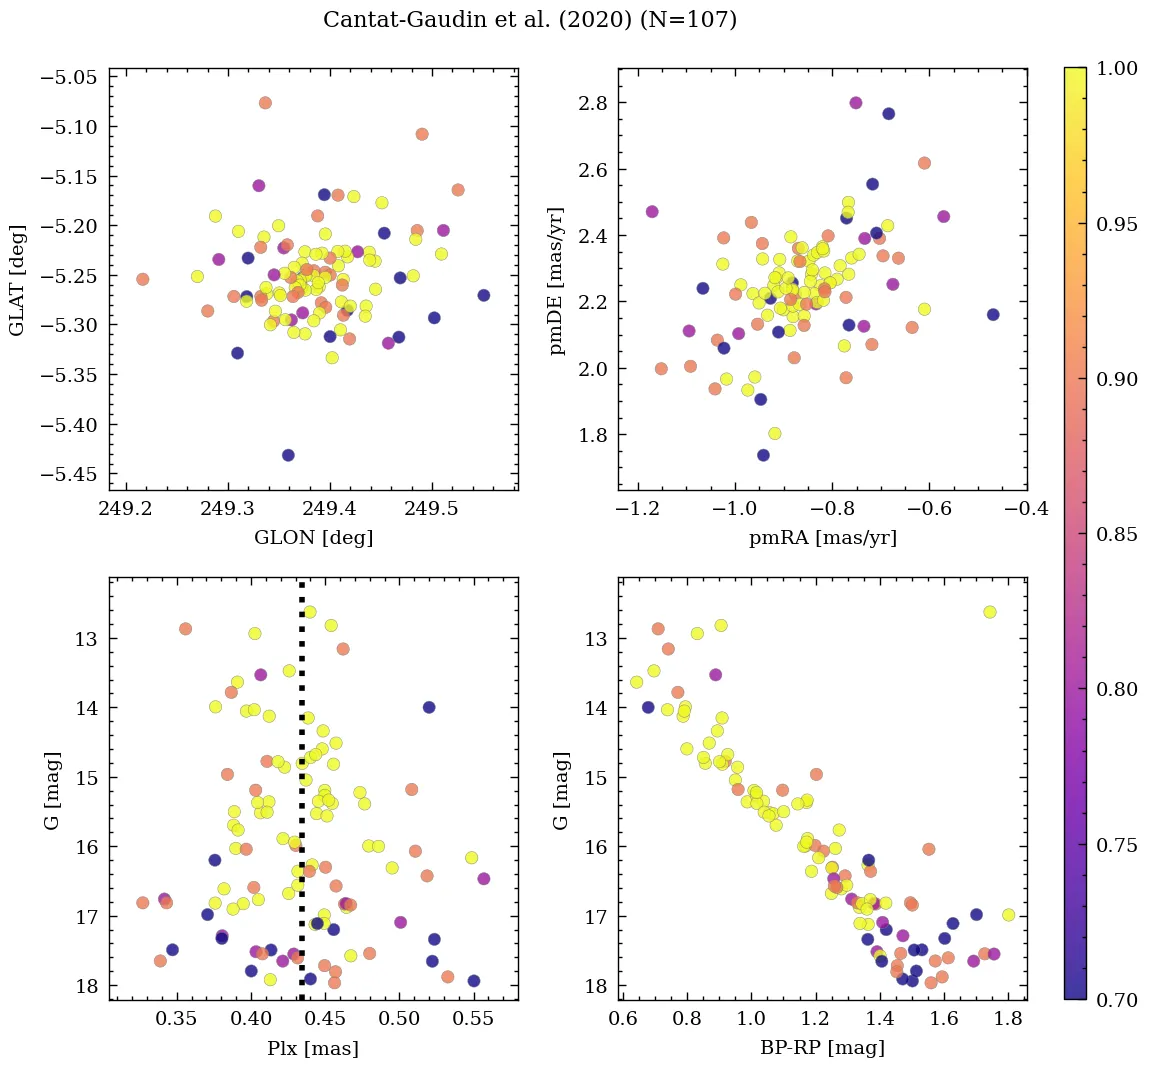 Cantat-Gaudin et al. (2020) (N=107)
−5.05
−5.10
−5.15
−5.20
−5.25
−5.30
−5.35
−5.40
−5.45
GLAT [deg]
249.2 249.3 249.4 249.5
GLON [deg]
2.8
2.6
2.4
2.2
2.0
1.8
pmDE [mas/yr]
−1.2 −1.0 −0.8 −0.6 −0.4
pmRA [mas/yr]
13
14
15
16
17
18
G [mag]
0.35 0.40 0.45 0.50 0.55
Plx [mas]
13
14
15
16
17
18
G [mag]
0.6 0.8 1.0 1.2 1.4 1.6 1.8
BP-RP [mag]
1.00
0.95
0.90
0.85
0.80
0.75
0.70